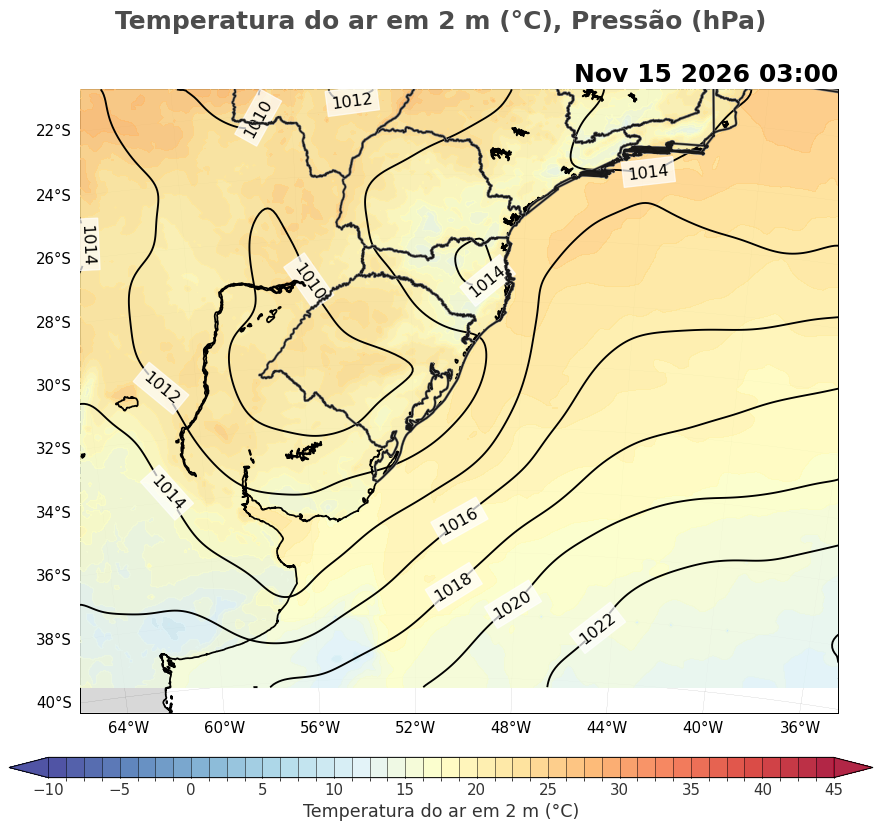 Temperatura do ar em 2 m (°C), Pressão (hPa)
Nov 15 2026 03:00
1010
1012
1014
1014
1010
1014
1012
1014
1016
1018
1020
1022
22°S
24°S
26°S
28°S
30°S
32°S
34°S
36°S
38°S
40°S
64°W 60°W 56°W 52°W 48°W 44°W 40°W 36°W
−10 −5 0 5 10 15 20 25 30 35 40 45
Temperatura do ar em 2 m (°C)